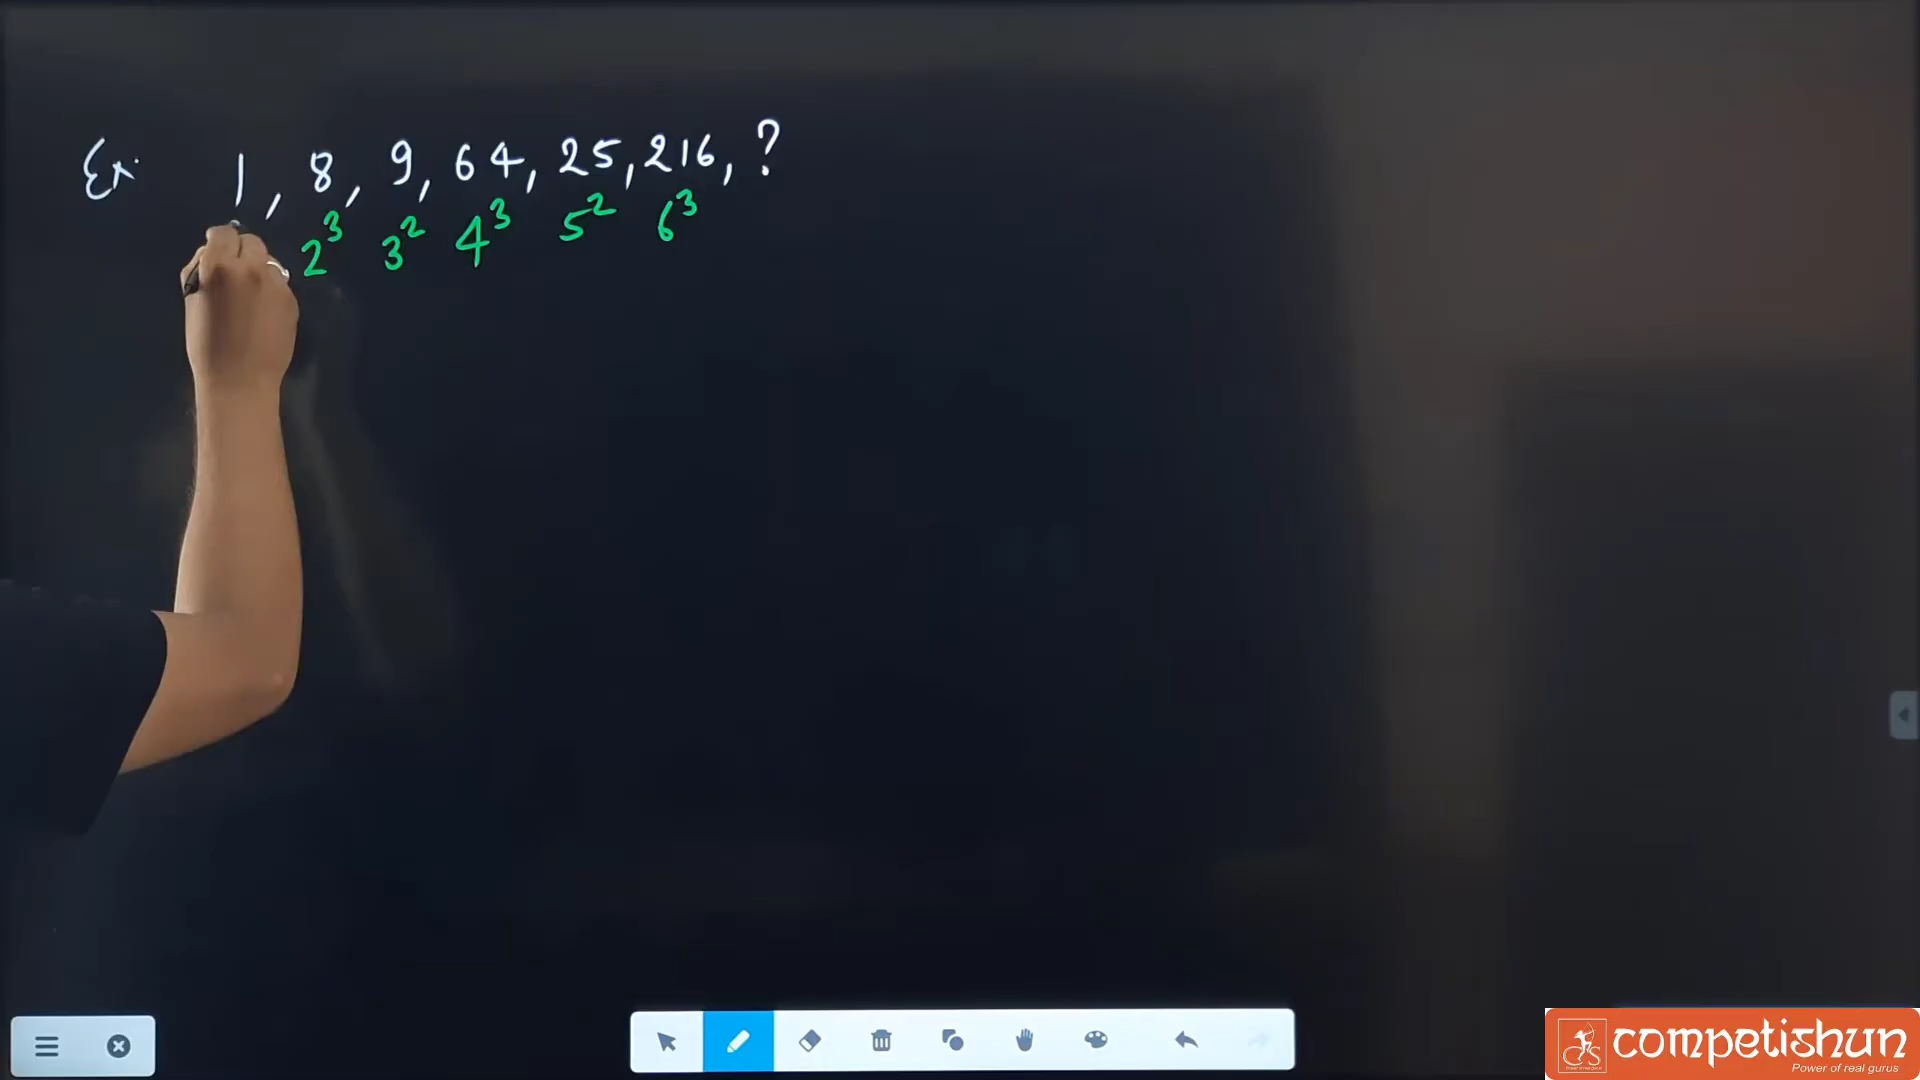 Ex. 1, 8, 9, 64, 25, 216, ?
2³ 3² 4³ 5² 6³
competishun
Power of real gurus